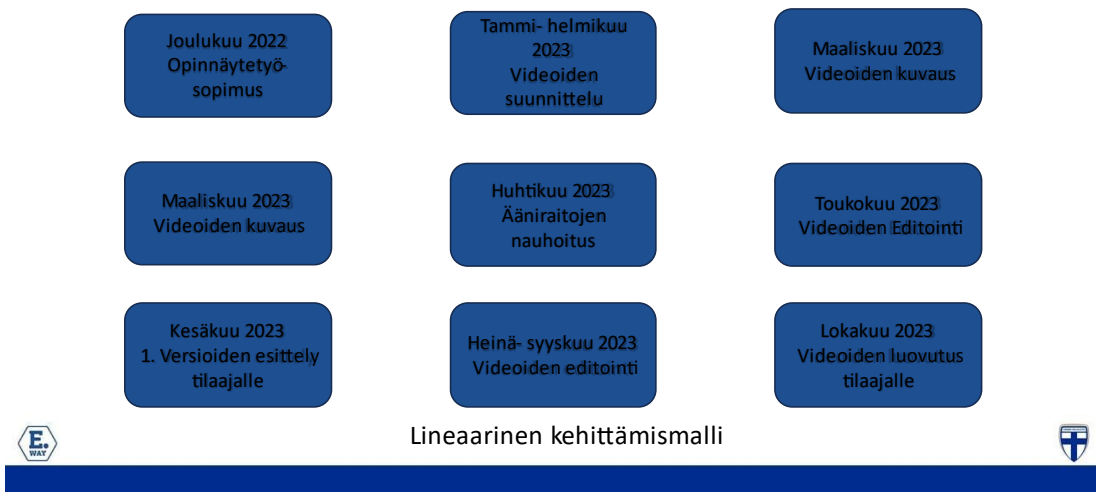 Joulukuu 2022
Opinnäytetyö-
sopimus
Tammi- helmikuu
2023
Videoiden
suunnittelu
Maaliskuu 2023
Videoiden kuvaus
Maaliskuu 2023
Videoiden kuvaus
Huhtikuu 2023
Ääniraitojen
nauhoitus
Toukokuu 2023
Videoiden Editointi
Kesäkuu 2023
1. Versioiden esittely
tilaajalle
Heinä- syyskuu 2023
Videoiden editointi
Lokakuu 2023
Videoiden luovutus
tilaajalle
Lineaarinen kehittämismalli
E.
WAY